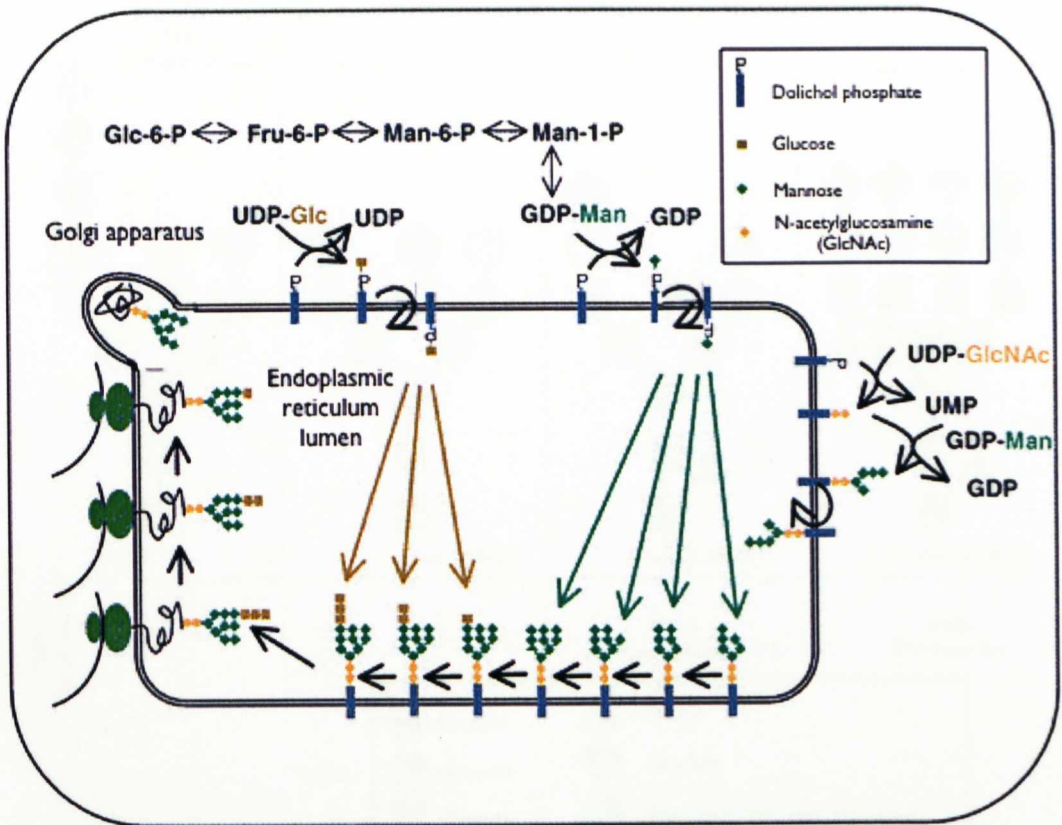 P
Dolichol phosphate
Glucose
Mannose
N-acetylglucosamine
(GlcNAc)
Glc-6-P Fru-6-P Man-6-P Man-1-P
UDP-Glc UDP
GDP-Man GDP
Golgi apparatus
P P P P
P P
P
UDP-GlcNAc
UMP
GDP-Man
GDP
Endoplasmic
reticulum
lumen